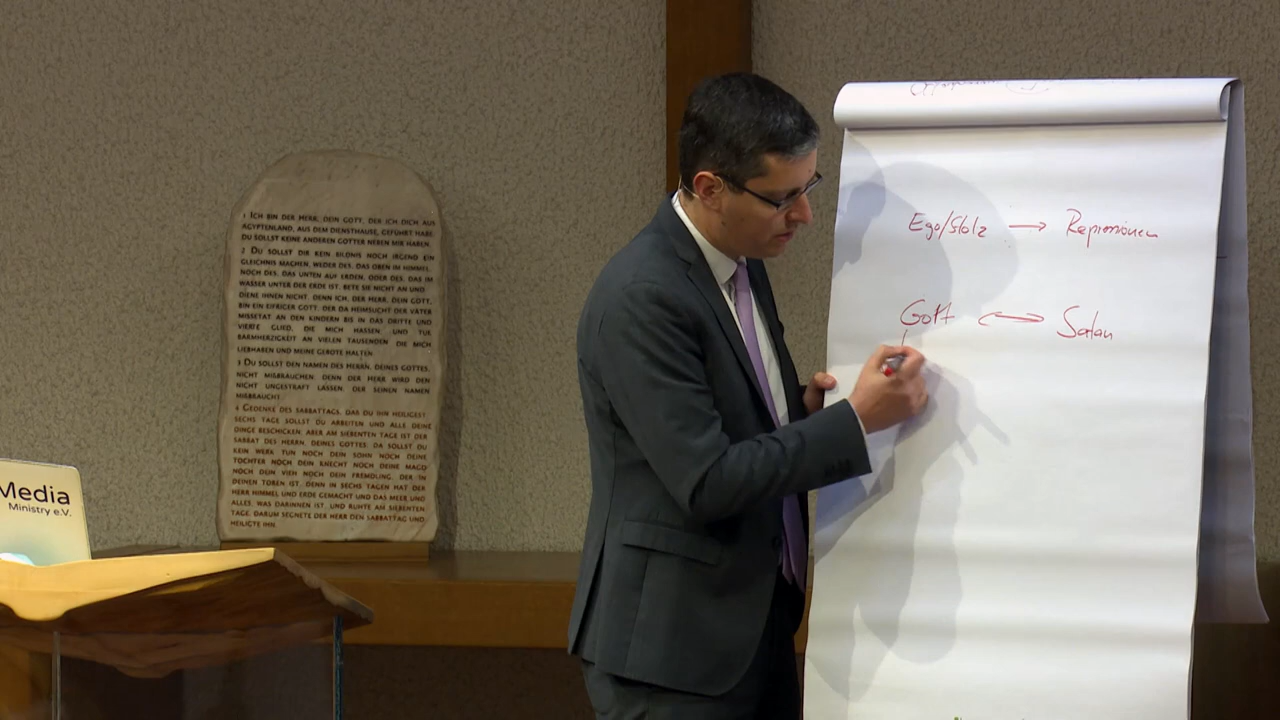 Media
Ministry e.V.
1 ICH BIN DER HERR, DEIN GOTT, DER ICH DICH AUS
ÄGYPTENLAND, AUS DEM DIENSTHAUSE, GEFÜHRT HABE.
DU SOLLST KEINE ANDEREN GÖTTER NEBEN MIR HABEN.
2 DU SOLLST DIR KEIN BILDNIS NOCH IRGEND EIN
GLEICHNIS MACHEN, WEDER DES, DAS OBEN IM HIMMEL,
NOCH DES, DAS UNTEN AUF ERDEN, ODER DES, DAS IM
WASSER UNTER DER ERDE IST. BETE SIE NICHT AN UND
DIENE IHNEN NICHT. DENN ICH, DER HERR, DEIN GOTT,
BIN EIN EIFRIGER GOTT, DER DA HEIMSUCHT DER VÄTER
MISSETAT AN DEN KINDERN BIS IN DAS DRITTE UND
VIERTE GLIED, DIE MICH HASSEN; UND TUE
BARMHERZIGKEIT AN VIELEN TAUSENDEN, DIE MICH
LIEBHABEN UND MEINE GEBOTE HALTEN.
3 DU SOLLST DEN NAMEN DES HERRN, DEINES GOTTES,
NICHT MISBRAUCHEN, DENN DER HERR WIRD DEN
NICHT UNGESTRAFT LASSEN, DER SEINEN NAMEN
MISBRAUCHT.
4 GEDENKE DES SABBATTAGS, DAS DU IHN HEILIGEST.
SECHS TAGE SOLLST DU ARBEITEN UND ALLE DEINE
DINGE BESCHICKEN; ABER AM SIEBENTEN TAGE IST DER
SABBAT DES HERRN, DEINES GOTTES. DA SOLLST DU
KEIN WERK TUN NOCH DEIN SOHN NOCH DEINE
TOCHTER NOCH DEIN KNECHT NOCH DEINE MAGD
NOCH DEIN VIEH NOCH DEIN FREMDLING, DER IN
DEINEN TOREN IST. DENN IN SECHS TAGEN HAT DER
HERR HIMMEL UND ERDE GEMACHT UND DAS MEER UND
ALLES, WAS DARINNEN IST, UND RUHTE AM SIEBENTEN
TAGE. DARUM SEGNETE DER HERR DEN SABBATTAG UND
HEILIGTE IHN.
Ego/Stolz → Repressionen
Gott ↔ Satan